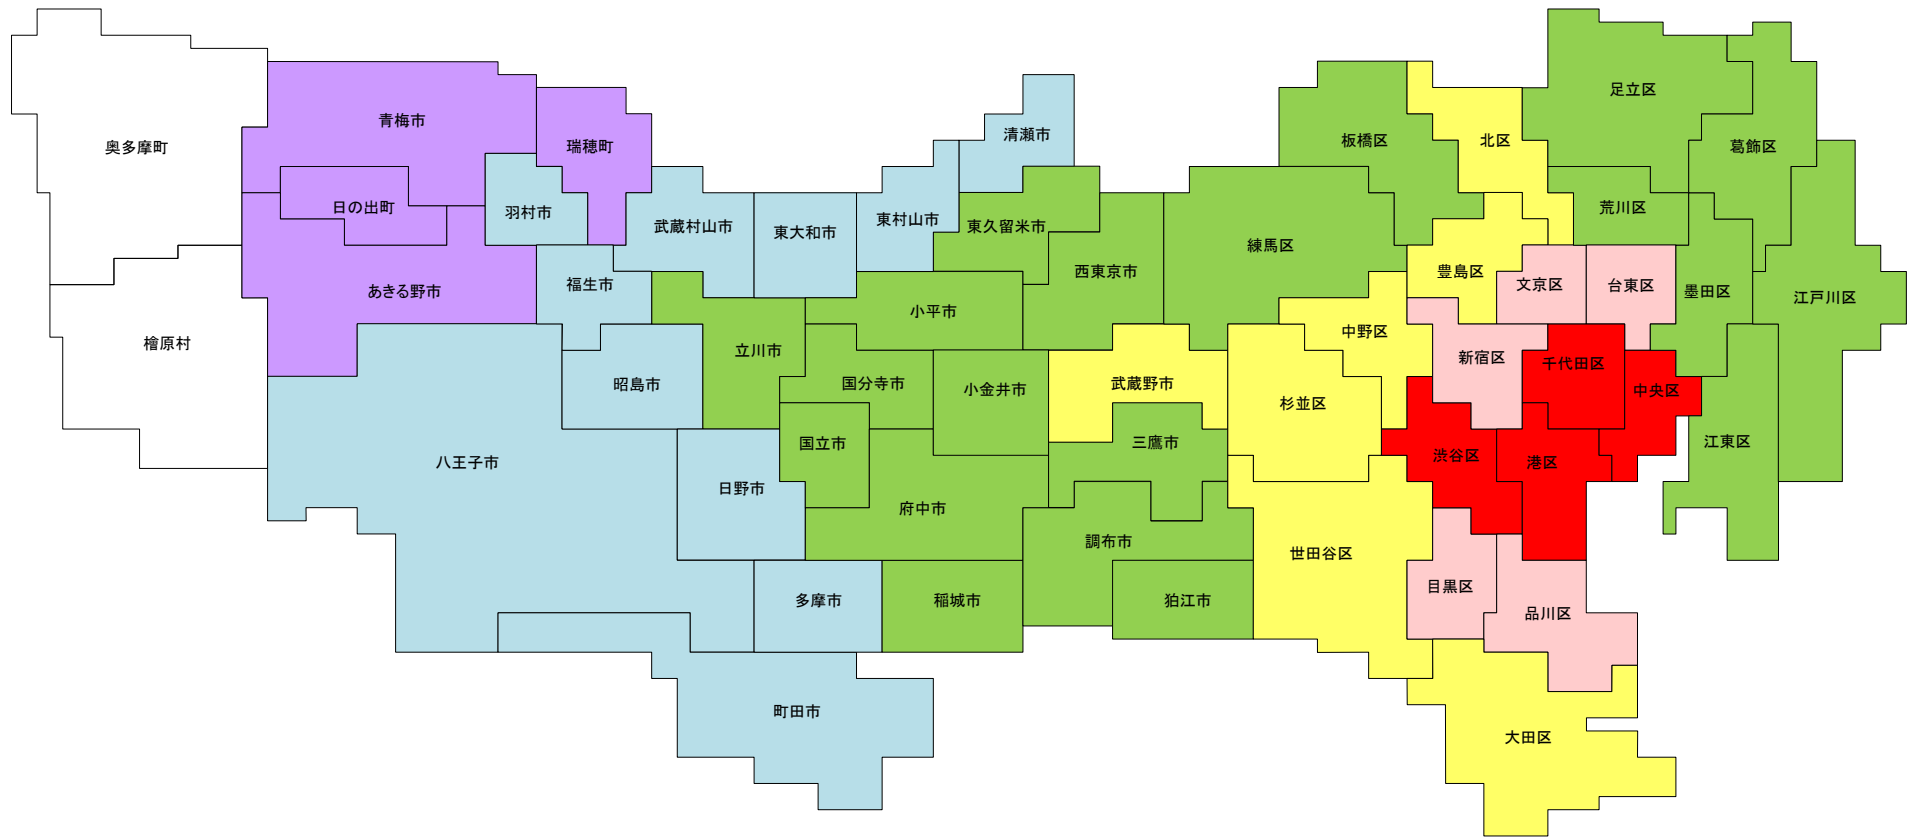 足立区
青梅市
清瀬市
板橋区
北区
奥多摩町
瑞穂町
葛飾区
日の出町
羽村市
武蔵村山市
東大和市
東村山市
東久留米市
荒川区
練馬区
西東京市
豊島区
文京区
台東区
墨田区
江戸川区
あきる野市
福生市
小平市
中野区
檜原村
立川市
新宿区
千代田区
昭島市
国分寺市
小金井市
武蔵野市
杉並区
中央区
八王子市
国立市
三鷹市
渋谷区
港区
江東区
日野市
府中市
調布市
世田谷区
多摩市
稲城市
狛江市
目黒区
品川区
町田市
大田区